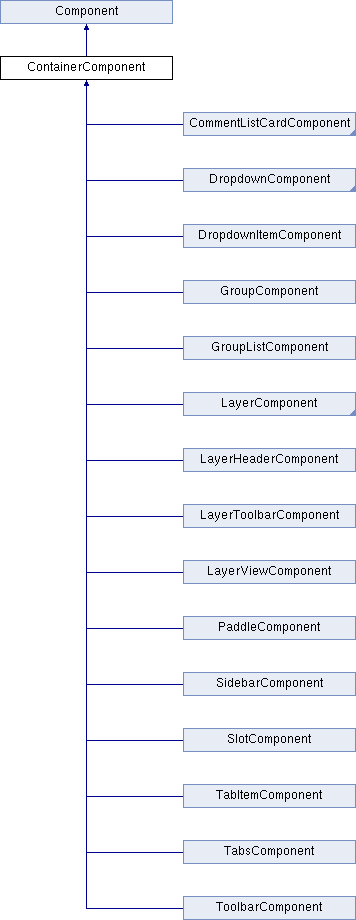 Component
ContainerComponent
CommentListCardComponent
DropdownComponent
DropdownItemComponent
GroupComponent
GroupListComponent
LayerComponent
LayerHeaderComponent
LayerToolbarComponent
LayerViewComponent
PaddleComponent
SidebarComponent
SlotComponent
TabItemComponent
TabsComponent
ToolbarComponent